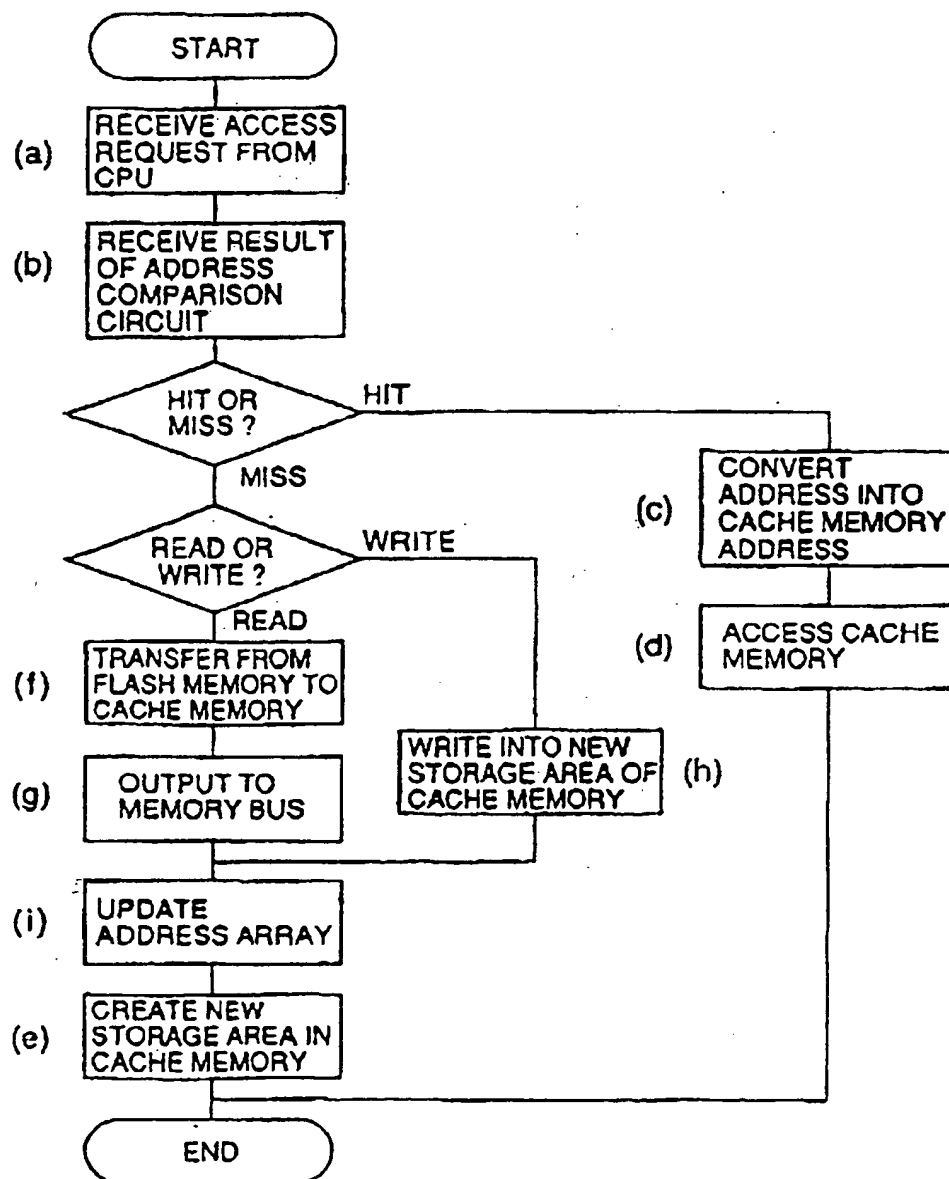 START
(a)
RECEIVE ACCESS
REQUEST FROM
CPU
(b)
RECEIVE RESULT
OF ADDRESS
COMPARISON
CIRCUIT
HIT OR
MISS ?
HIT
MISS
(c)
CONVERT
ADDRESS INTO
CACHE MEMORY
ADDRESS
READ OR
WRITE ?
WRITE
READ
(d)
ACCESS CACHE
MEMORY
(f)
TRANSFER FROM
FLASH MEMORY TO
CACHE MEMORY
WRITE INTO NEW
STORAGE AREA OF
CACHE MEMORY
(h)
(g)
OUTPUT TO
MEMORY BUS
(i)
UPDATE
ADDRESS ARRAY
(e)
CREATE NEW
STORAGE AREA IN
CACHE MEMORY
END